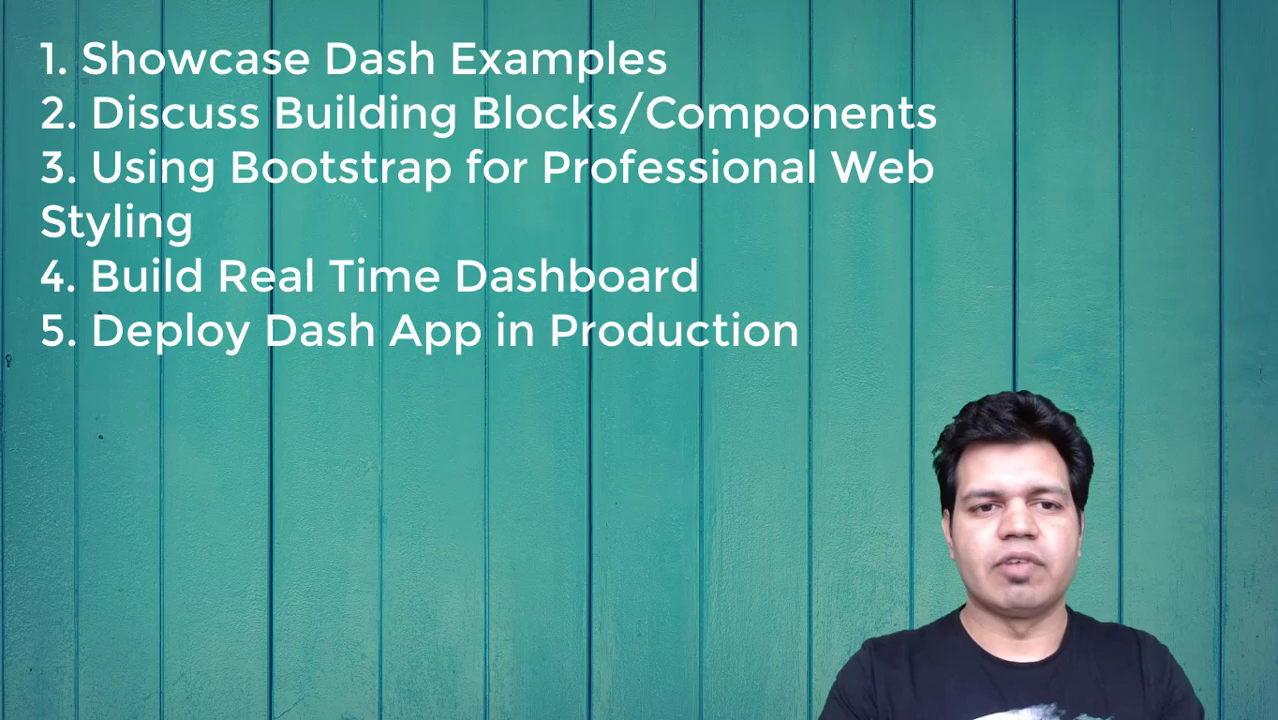 1. Showcase Dash Examples
2. Discuss Building Blocks/Components
3. Using Bootstrap for Professional Web
Styling
4. Build Real Time Dashboard
5. Deploy Dash App in Production